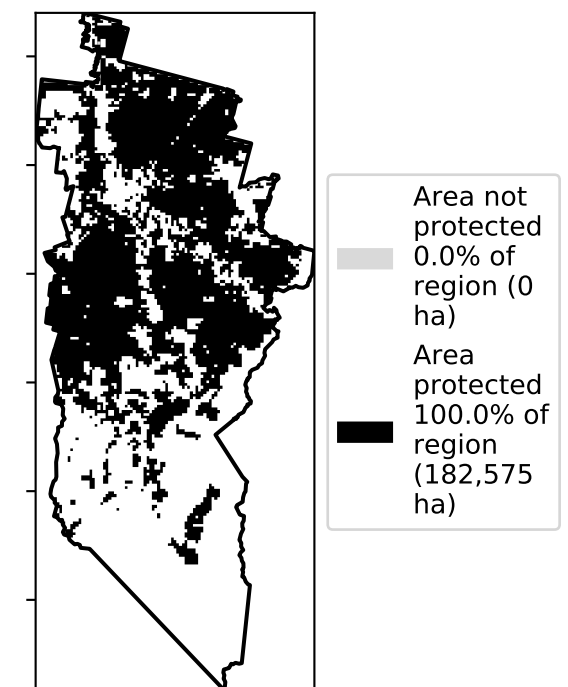 Area not
protected
0.0% of
region (0
ha)
Area
protected
100.0% of
region
(182,575
ha)